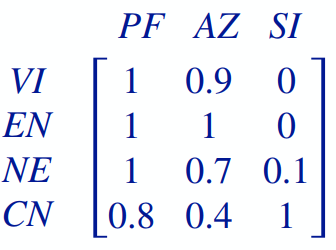 PF AZ SI
VI 1 0.9 0
EN 1 1 0
NE 1 0.7 0.1
CN 0.8 0.4 1